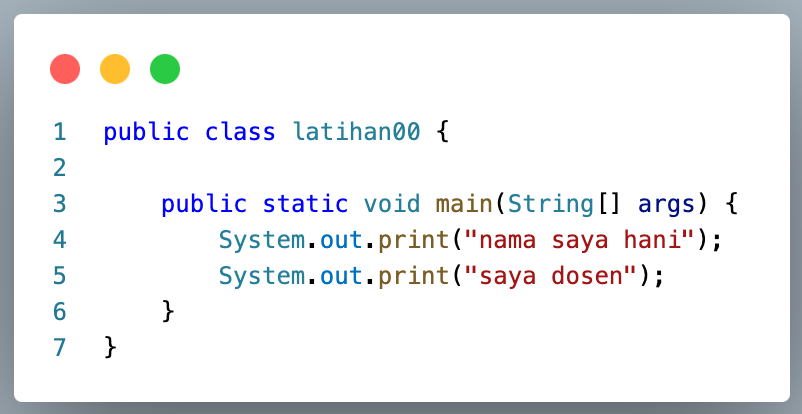 1 public class latihan00 {
2
3     public static void main(String[] args) {
4         System.out.print("nama saya hani");
5         System.out.print("saya dosen");
6     }
7 }